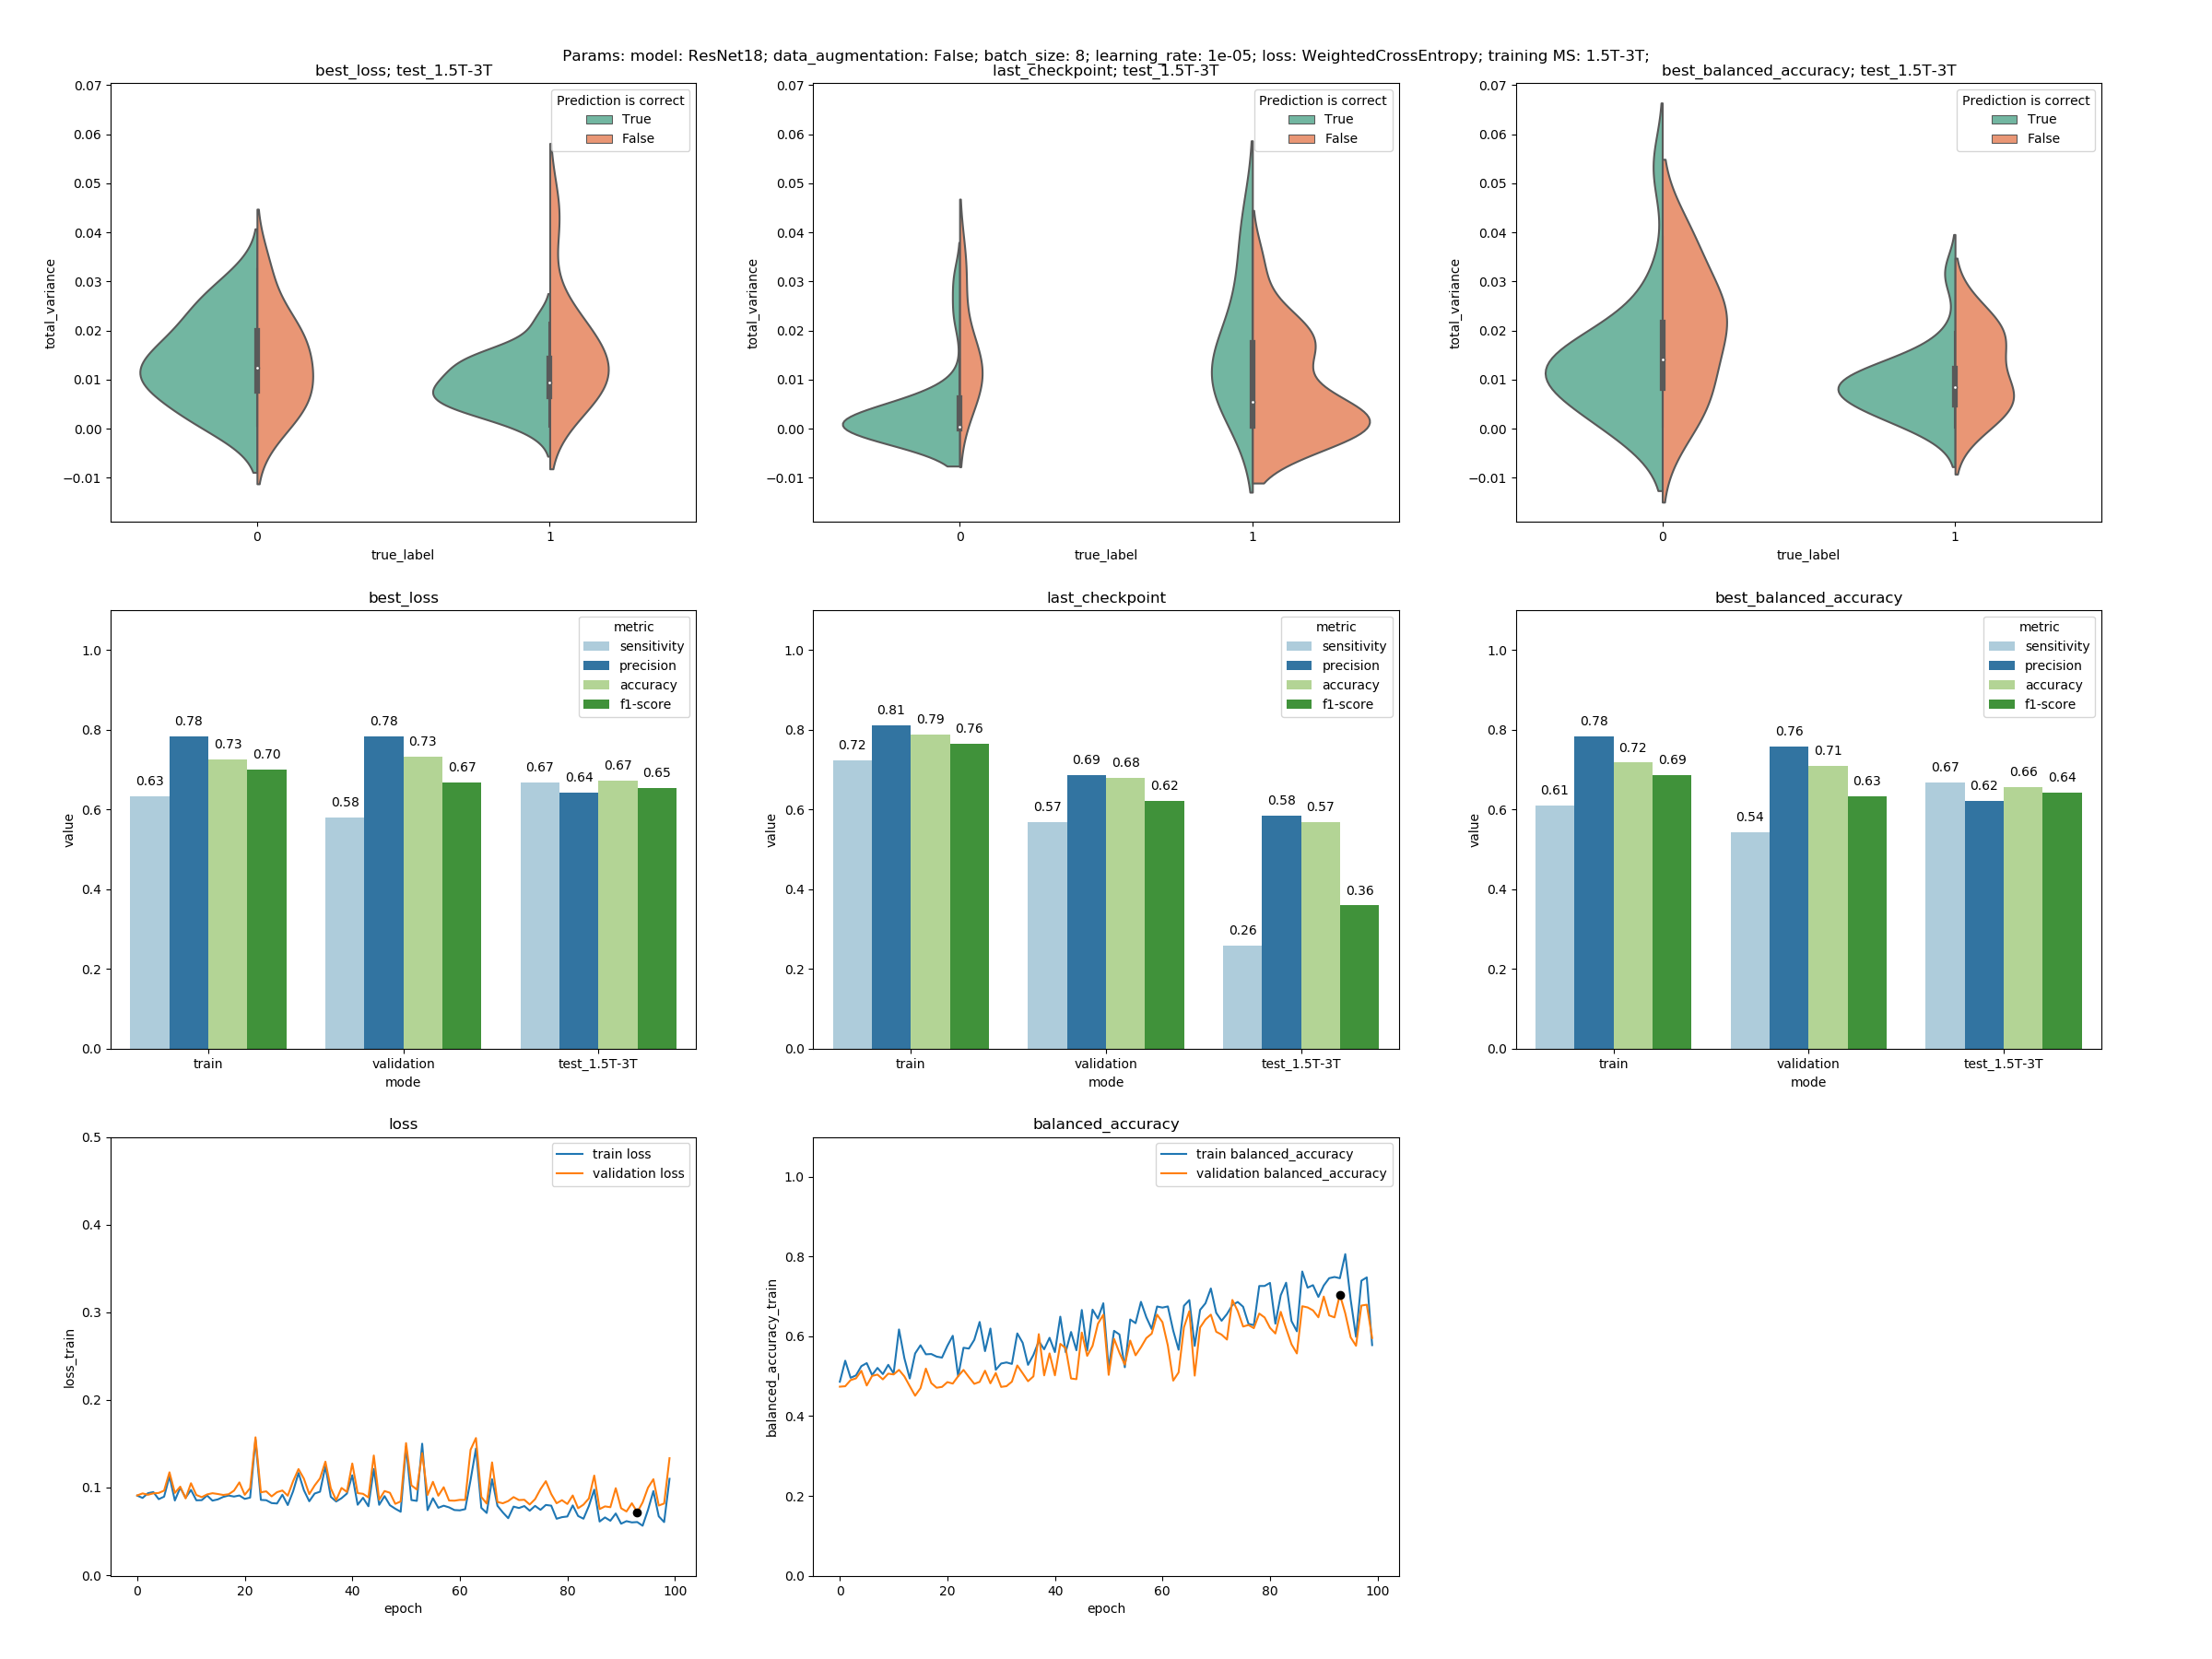 Params: model: ResNet18; data_augmentation: False; batch_size: 8; learning_rate: 1e-05; loss: WeightedCrossEntropy; training MS: 1.5T-3T;
best_loss; test_1.5T-3T
0.07
0.06
0.05
0.04
0.03
0.02
0.01
0.00
−0.01
total_variance
0
1
true_label
Prediction is correct
True
False
last_checkpoint; test_1.5T-3T
0.07
0.06
0.05
0.04
0.03
0.02
0.01
0.00
−0.01
total_variance
0
1
true_label
Prediction is correct
True
False
best_balanced_accuracy; test_1.5T-3T
0.07
0.06
0.05
0.04
0.03
0.02
0.01
0.00
−0.01
total_variance
0
1
true_label
Prediction is correct
True
False
best_loss
1.0
0.8
0.6
0.4
0.2
0.0
value
metric
sensitivity
precision
accuracy
f1-score
0.63
0.78
0.73
0.70
0.58
0.78
0.73
0.67
0.67
0.64
0.67
0.65
train
validation
test_1.5T-3T
mode
last_checkpoint
1.0
0.8
0.6
0.4
0.2
0.0
value
metric
sensitivity
precision
accuracy
f1-score
0.72
0.81
0.79
0.76
0.57
0.69
0.68
0.62
0.26
0.58
0.57
0.36
train
validation
test_1.5T-3T
mode
best_balanced_accuracy
1.0
0.8
0.6
0.4
0.2
0.0
value
metric
sensitivity
precision
accuracy
f1-score
0.61
0.78
0.72
0.69
0.54
0.76
0.71
0.63
0.67
0.62
0.66
0.64
train
validation
test_1.5T-3T
mode
loss
0.5
0.4
0.3
0.2
0.1
0.0
loss_train
train loss
validation loss
0
20
40
60
80
100
epoch
balanced_accuracy
1.0
0.8
0.6
0.4
0.2
0.0
balanced_accuracy_train
train balanced_accuracy
validation balanced_accuracy
0
20
40
60
80
100
epoch